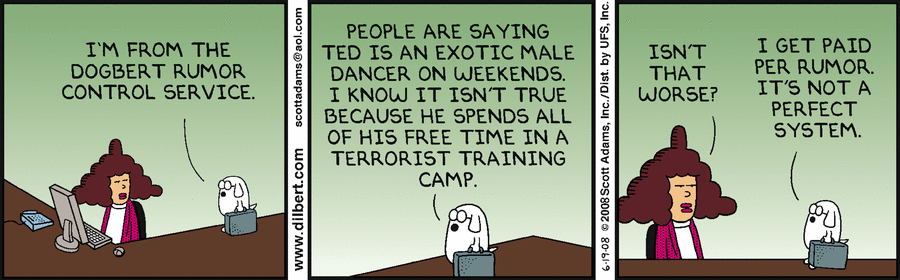 I'M FROM THE
DOGBERT RUMOR
CONTROL SERVICE.
www.dilbert.com
scottadams@aol.com
PEOPLE ARE SAYING
TED IS AN EXOTIC MALE
DANCER ON WEEKENDS.
I KNOW IT ISN'T TRUE
BECAUSE HE SPENDS ALL
OF HIS FREE TIME IN A
TERRORIST TRAINING
CAMP.
6-19-08 © 2008 Scott Adams, Inc./Dist. by UFS, Inc.
ISN'T
THAT
WORSE?
I GET PAID
PER RUMOR.
IT'S NOT A
PERFECT
SYSTEM.